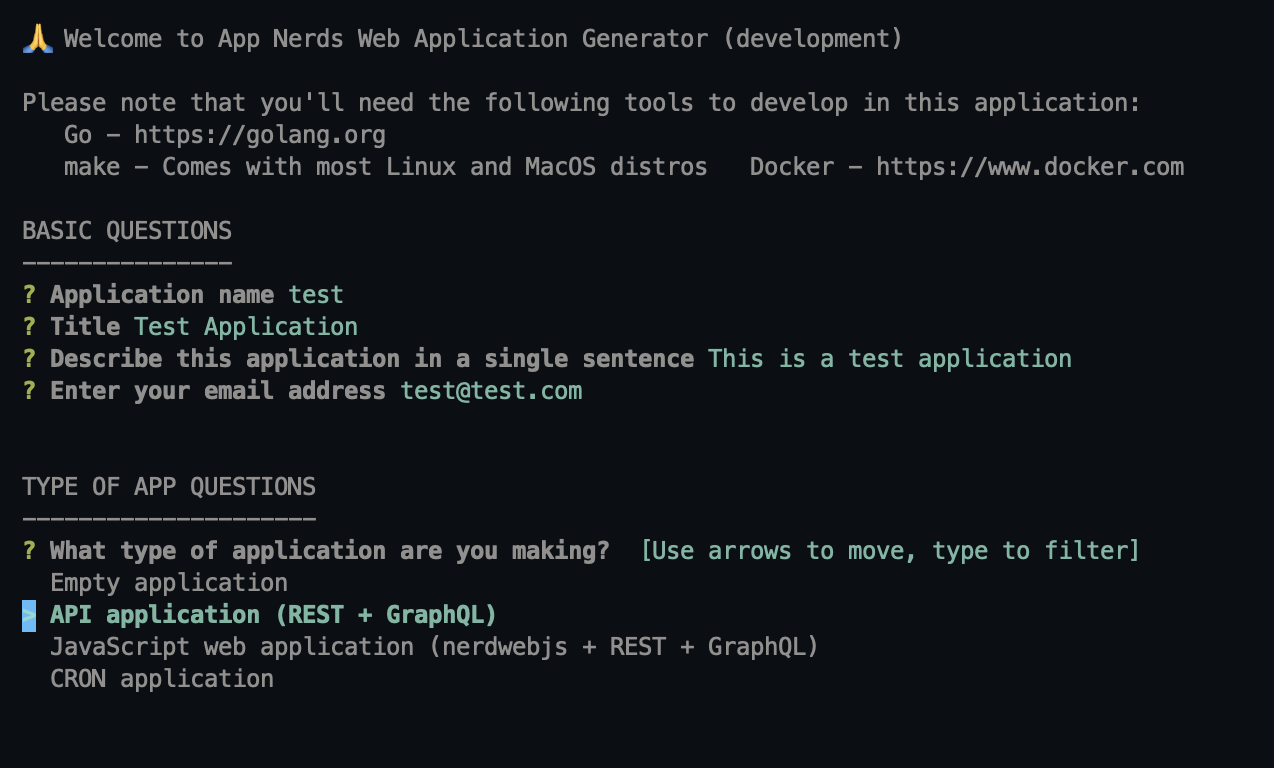 🙏 Welcome to App Nerds Web Application Generator (development)
Please note that you'll need the following tools to develop in this application:
Go – https://golang.org
make – Comes with most Linux and MacOS distros   Docker – https://www.docker.com
BASIC QUESTIONS
---------------
? Application name test
? Title Test Application
? Describe this application in a single sentence This is a test application
? Enter your email address test@test.com
TYPE OF APP QUESTIONS
---------------------
? What type of application are you making?  [Use arrows to move, type to filter]
Empty application
> API application (REST + GraphQL)
JavaScript web application (nerdwebjs + REST + GraphQL)
CRON application